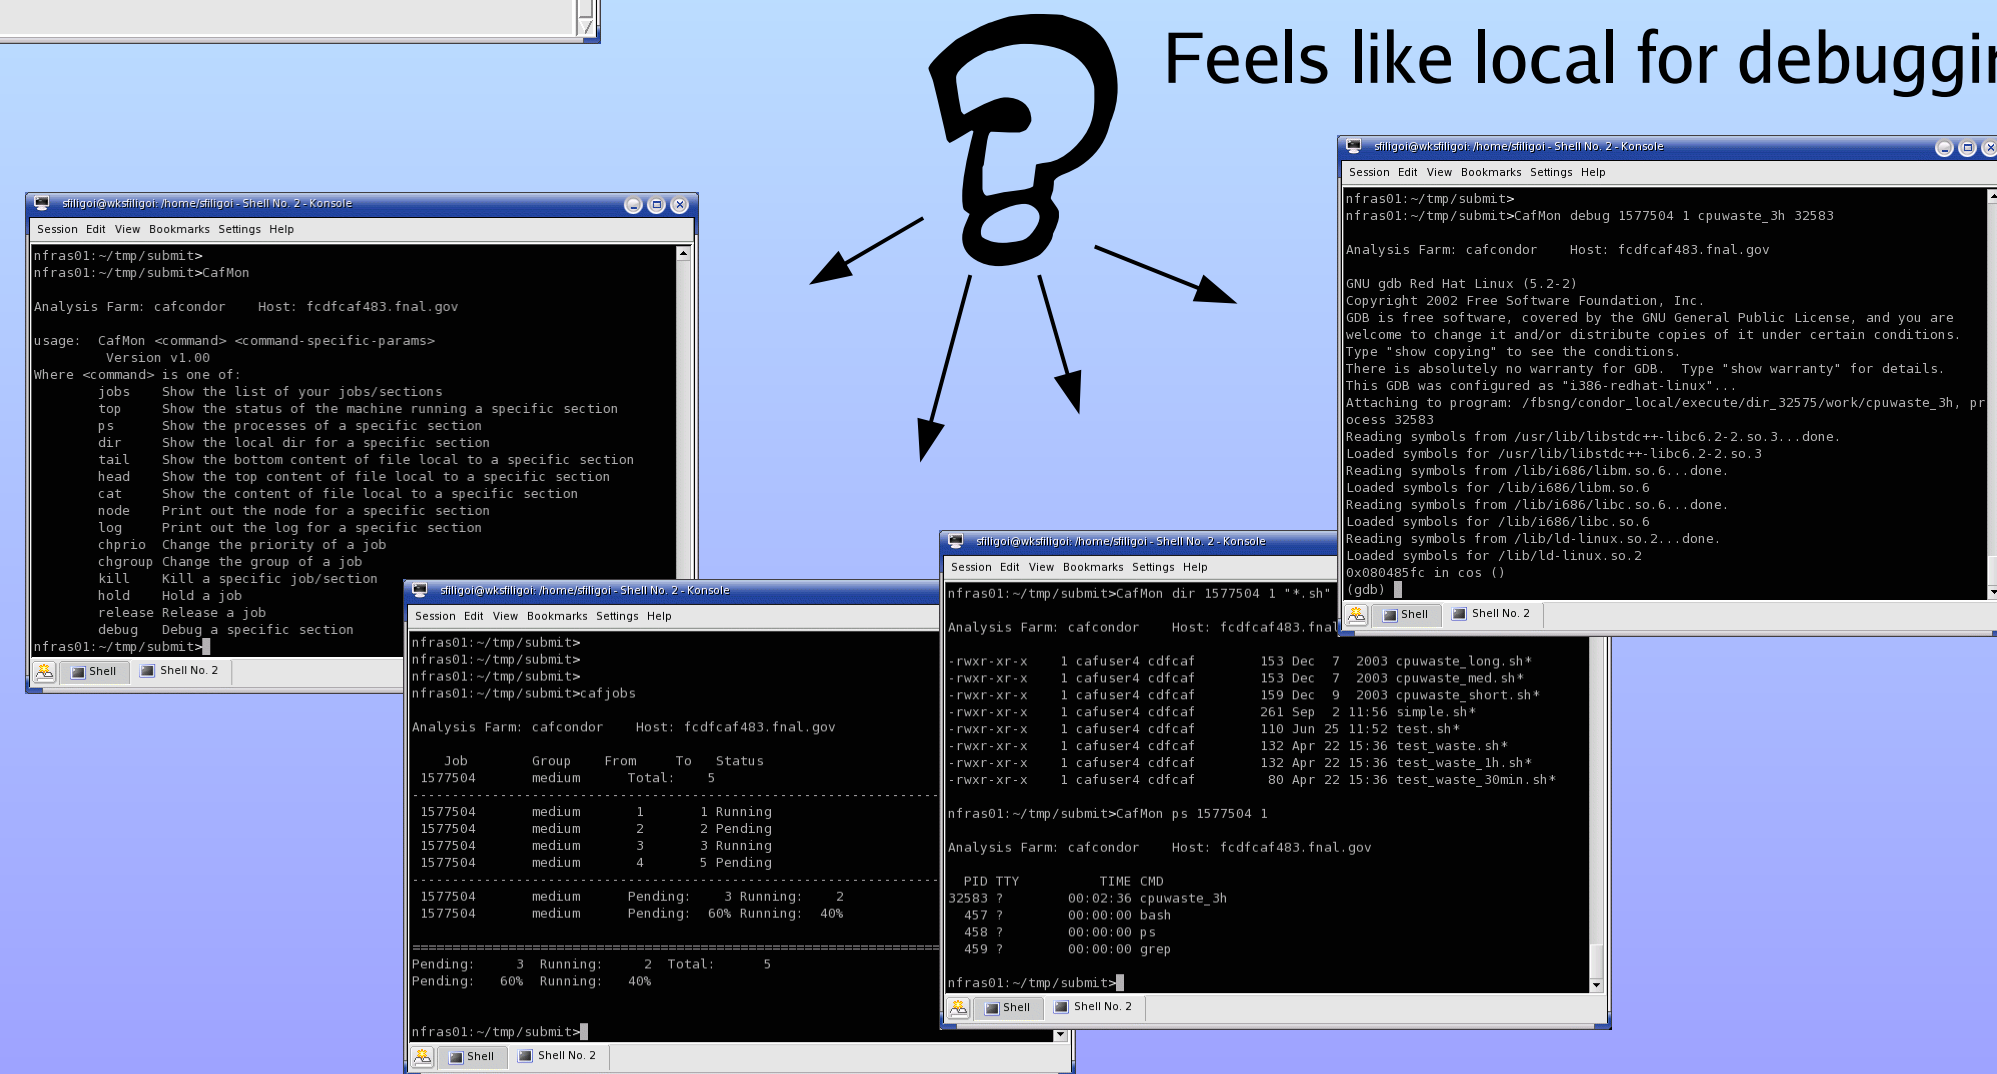 Feels like local for debuggin
sfiligoi@wksfiligoi: /home/sfiligoi - Shell No. 2 - Konsole
Session Edit View Bookmarks Settings Help
nfras01:~/tmp/submit>
nfras01:~/tmp/submit>CafMon
Analysis Farm: cafcondor    Host: fcdfcaf483.fnal.gov
usage:  CafMon <command> <command-specific-params>
Version v1.00
Where <command> is one of:
jobs    Show the list of your jobs/sections
top     Show the status of the machine running a specific section
ps      Show the processes of a specific section
dir     Show the local dir for a specific section
tail    Show the bottom content of file local to a specific section
head    Show the top content of file local to a specific section
cat     Show the content of file local to a specific section
node    Print out the node for a specific section
log     Print out the log for a specific section
chprio  Change the priority of a job
chgroup Change the group of a job
kill    Kill a specific job/section
hold    Hold a job
release Release a job
debug   Debug a specific section
nfras01:~/tmp/submit>
Shell Shell No. 2
sfiligoi@wksfiligoi: /home/sfiligoi - Shell No. 2 - Konsole
Session Edit View Bookmarks Settings Help
nfras01:~/tmp/submit>
nfras01:~/tmp/submit>
nfras01:~/tmp/submit>
nfras01:~/tmp/submit>cafjobs
Analysis Farm: cafcondor    Host: fcdfcaf483.fnal.gov
Job        Group    From     To   Status
1577504       medium      Total:    5
--------------------------------------------------------------------
1577504       medium       1       1 Running
1577504       medium       2       2 Pending
1577504       medium       3       3 Running
1577504       medium       4       5 Pending
--------------------------------------------------------------------
1577504       medium      Pending:    3 Running:    2
1577504       medium      Pending:  60% Running:  40%
====================================================================
Pending:     3  Running:     2  Total:      5
Pending:   60%  Running:   40%
nfras01:~/tmp/submit>
Shell Shell No. 2
sfiligoi@wksfiligoi: /home/sfiligoi - Shell No. 2 - Konsole
Session Edit View Bookmarks Settings Help
nfras01:~/tmp/submit>CafMon dir 1577504 1 "*.sh"
Analysis Farm: cafcondor    Host: fcdfcaf483.fnal
-rwxr-xr-x    1 cafuser4 cdfcaf        153 Dec  7  2003 cpuwaste_long.sh*
-rwxr-xr-x    1 cafuser4 cdfcaf        153 Dec  7  2003 cpuwaste_med.sh*
-rwxr-xr-x    1 cafuser4 cdfcaf        159 Dec  9  2003 cpuwaste_short.sh*
-rwxr-xr-x    1 cafuser4 cdfcaf        261 Sep  2 11:56 simple.sh*
-rwxr-xr-x    1 cafuser4 cdfcaf        110 Jun 25 11:52 test.sh*
-rwxr-xr-x    1 cafuser4 cdfcaf        132 Apr 22 15:36 test_waste.sh*
-rwxr-xr-x    1 cafuser4 cdfcaf        132 Apr 22 15:36 test_waste_1h.sh*
-rwxr-xr-x    1 cafuser4 cdfcaf         80 Apr 22 15:36 test_waste_30min.sh*
nfras01:~/tmp/submit>CafMon ps 1577504 1
Analysis Farm: cafcondor    Host: fcdfcaf483.fnal.gov
PID TTY          TIME CMD
32583 ?        00:02:36 cpuwaste_3h
457 ?        00:00:00 bash
458 ?        00:00:00 ps
459 ?        00:00:00 grep
nfras01:~/tmp/submit>
Shell Shell No. 2
sfiligoi@wksfiligoi: /home/sfiligoi - Shell No. 2 - Konsole
Session Edit View Bookmarks Settings Help
nfras01:~/tmp/submit>
nfras01:~/tmp/submit>CafMon debug 1577504 1 cpuwaste_3h 32583
Analysis Farm: cafcondor    Host: fcdfcaf483.fnal.gov
GNU gdb Red Hat Linux (5.2-2)
Copyright 2002 Free Software Foundation, Inc.
GDB is free software, covered by the GNU General Public License, and you are
welcome to change it and/or distribute copies of it under certain conditions.
Type "show copying" to see the conditions.
There is absolutely no warranty for GDB.  Type "show warranty" for details.
This GDB was configured as "i386-redhat-linux"...
Attaching to program: /fbsng/condor_local/execute/dir_32575/work/cpuwaste_3h, pr
ocess 32583
Reading symbols from /usr/lib/libstdc++-libc6.2-2.so.3...done.
Loaded symbols for /usr/lib/libstdc++-libc6.2-2.so.3
Reading symbols from /lib/i686/libm.so.6...done.
Loaded symbols for /lib/i686/libm.so.6
Reading symbols from /lib/i686/libc.so.6...done.
Loaded symbols for /lib/i686/libc.so.6
Reading symbols from /lib/ld-linux.so.2...done.
Loaded symbols for /lib/ld-linux.so.2
0x080485fc in cos ()
(gdb)
Shell Shell No. 2